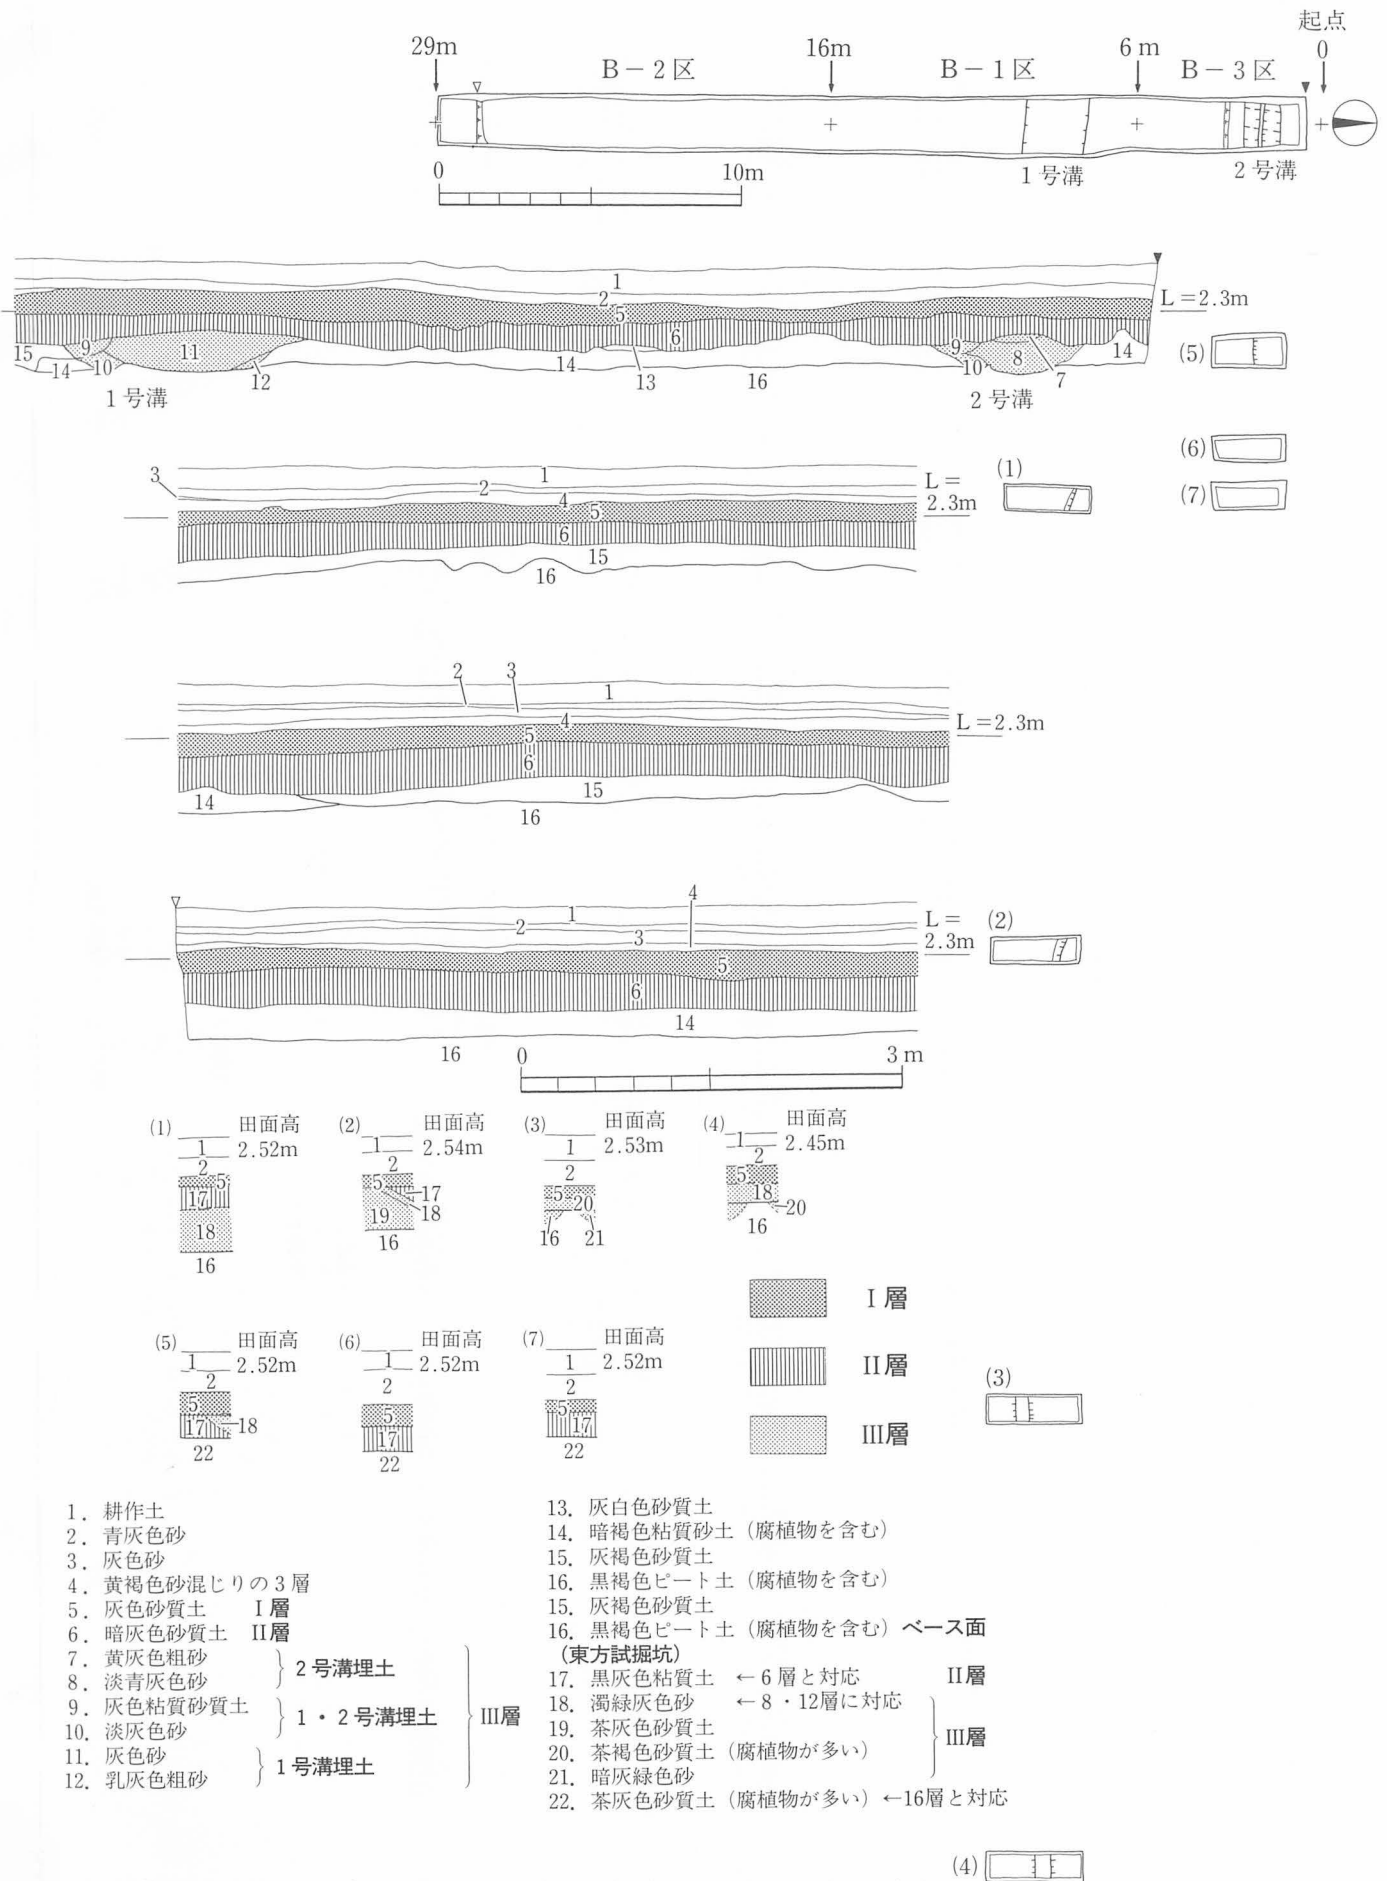 起点
29m 16m 6 m 0
B－2 区 B－1 区 B－3 区
0 10m 1 号溝 2 号溝
1
2
5
L＝2.3m
6
15 14 9 10 11 12 14 13 16 9 10 8 7 14
1 号溝 2 号溝
(5)
(6)
(7)
3 1 2 4 5 6 15 16
L＝
2.3m
(1)
2 3 1 4 5 6 14 15 16
L＝2.3m
4 1 2 3 5 6 14 16
L＝
2.3m
(2)
0 3 m
(1) 田面高
1 2.52m
2
5
17
18
16
(2) 田面高
1 2.54m
2
5
17
18
19
16
(3) 田面高
1 2.53m
2
5
20
16 21
(4) 田面高
1 2.45m
2
5
18
20
16
(5) 田面高
1 2.52m
2
5
17 18
22
(6) 田面高
1 2.52m
2
5
17
22
(7) 田面高
1 2.52m
2
5
17
22
I 層
II層
III層
(3)
1．耕作土
2．青灰色砂
3．灰色砂
4．黄褐色砂混じりの 3 層
5．灰色砂質土 I 層
6．暗灰色砂質土 II層
7．黄灰色粗砂
8．淡青灰色砂
2 号溝埋土
9．灰色粘質砂質土
10．淡灰色砂
1 ・ 2 号溝埋土
11．灰色砂
12．乳灰色粗砂
1 号溝埋土
III層
13．灰白色砂質土
14．暗褐色粘質砂土（腐植物を含む）
15．灰褐色砂質土
16．黒褐色ピート土（腐植物を含む）
15．灰褐色砂質土
16．黒褐色ピート土（腐植物を含む）ベース面
（東方試掘坑）
17．黒灰色粘質土 ←6 層と対応 II層
18．濁緑灰色砂 ←8 ・12層に対応
19．茶灰色砂質土
20．茶褐色砂質土（腐植物が多い）
21．暗灰緑色砂
III層
22．茶灰色砂質土（腐植物が多い）←16層と対応
(4)